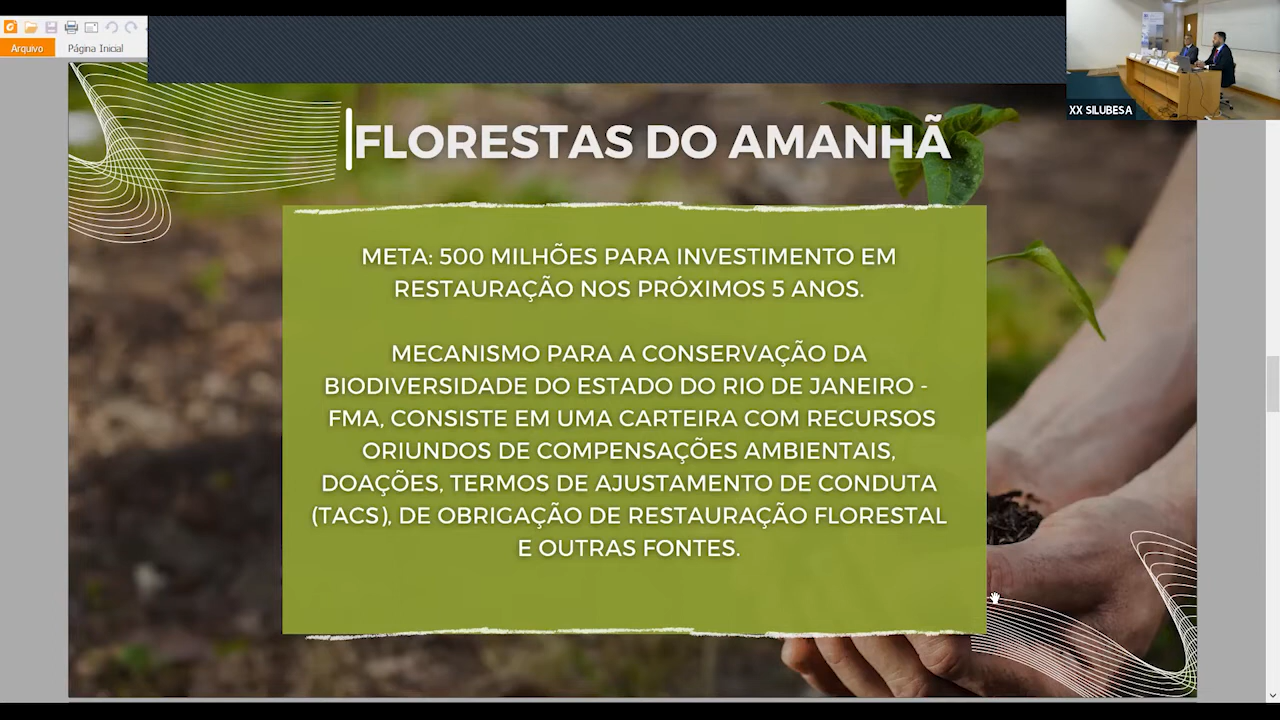 Arquivo
Página Inicial
XX SILUBESA
FLORESTAS DO AMANHÃ
META: 500 MILHÕES PARA INVESTIMENTO EM
RESTAURAÇÃO NOS PRÓXIMOS 5 ANOS.
MECANISMO PARA A CONSERVAÇÃO DA
BIODIVERSIDADE DO ESTADO DO RIO DE JANEIRO -
FMA, CONSISTE EM UMA CARTEIRA COM RECURSOS
ORIUNDOS DE COMPENSAÇÕES AMBIENTAIS,
DOAÇÕES, TERMOS DE AJUSTAMENTO DE CONDUTA
(TACS), DE OBRIGAÇÃO DE RESTAURAÇÃO FLORESTAL
E OUTRAS FONTES.